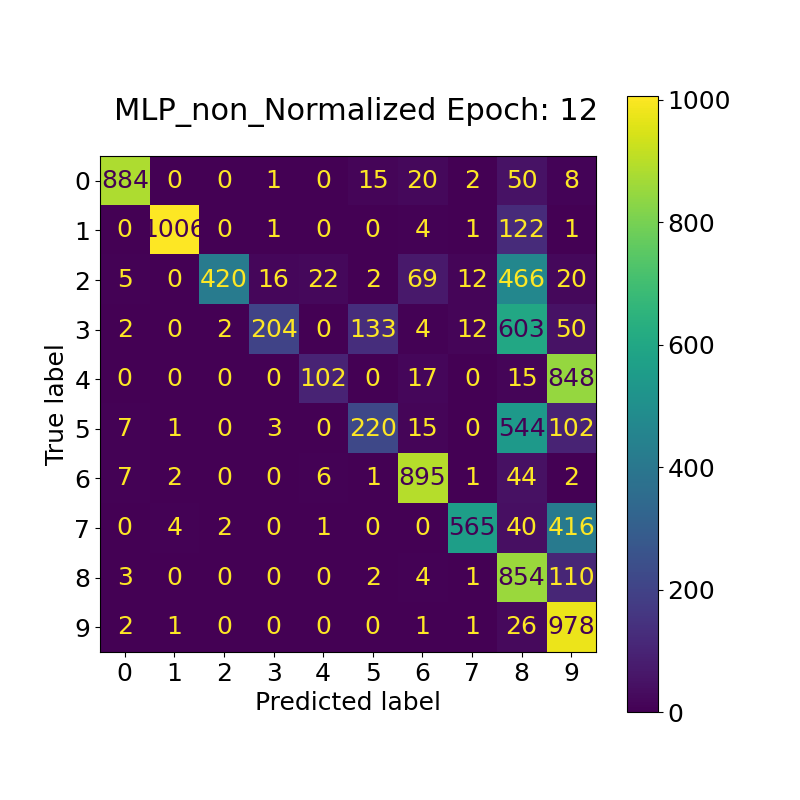 MLP_non_Normalized Epoch: 12
1000
0 884 0 0 1 0 15 20 2 50 8
1 0 1006 0 1 0 0 4 1 122 1
800
2 5 0 420 16 22 2 69 12 466 20
3 2 0 2 204 0 133 4 12 603 50
600
4 0 0 0 0 102 0 17 0 15 848
True label
5 7 1 0 3 0 220 15 0 544 102
400
6 7 2 0 0 6 1 895 1 44 2
7 0 4 2 0 1 0 0 565 40 416
200
8 3 0 0 0 0 2 4 1 854 110
9 2 1 0 0 0 0 1 1 26 978
0 1 2 3 4 5 6 7 8 9
Predicted label
0